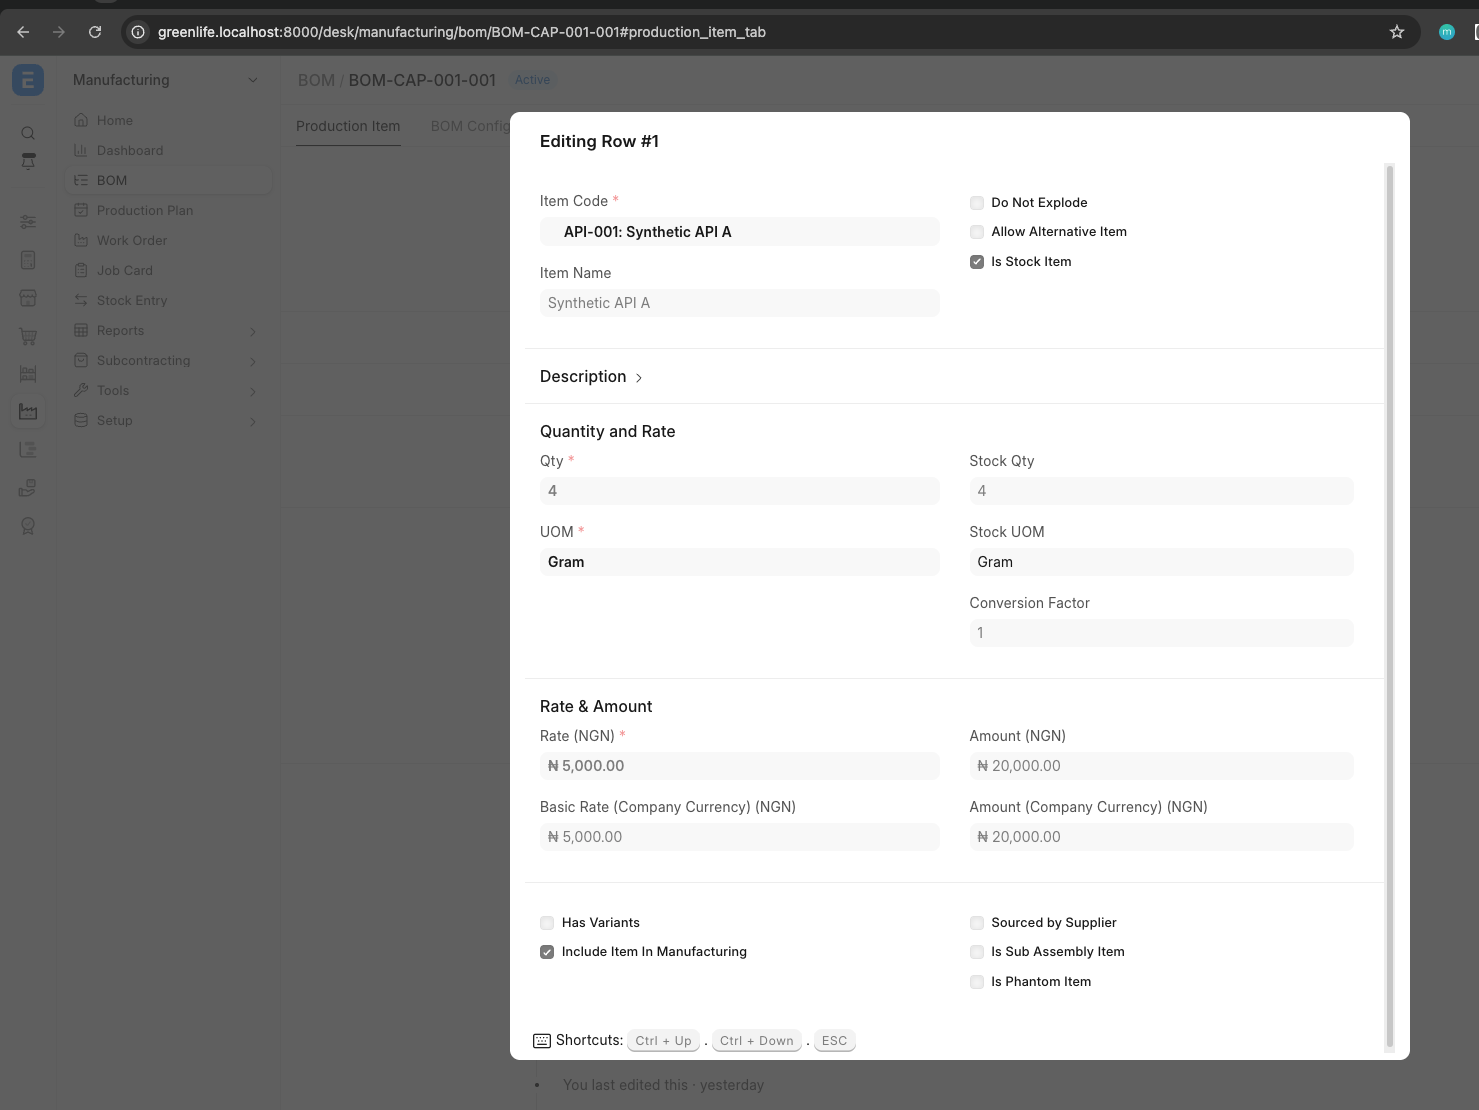 greenlife.localhost:8000/desk/manufacturing/bom/BOM-CAP-001-001#production_item_tab
m
E
Manufacturing
BOM / BOM-CAP-001-001 Active
Home
Dashboard
BOM
Production Plan
Work Order
Job Card
Stock Entry
Reports
Subcontracting
Tools
Setup
Production Item BOM Config
Editing Row #1
Item Code *
API-001: Synthetic API A
Item Name
Synthetic API A
Do Not Explode
Allow Alternative Item
Is Stock Item
Description
Quantity and Rate
Qty *
4
UOM *
Gram
Stock Qty
4
Stock UOM
Gram
Conversion Factor
1
Rate & Amount
Rate (NGN) *
₦ 5,000.00
Basic Rate (Company Currency) (NGN)
₦ 5,000.00
Amount (NGN)
₦ 20,000.00
Amount (Company Currency) (NGN)
₦ 20,000.00
Has Variants
Include Item In Manufacturing
Sourced by Supplier
Is Sub Assembly Item
Is Phantom Item
Shortcuts: Ctrl + Up . Ctrl + Down . ESC
You last edited this · yesterday